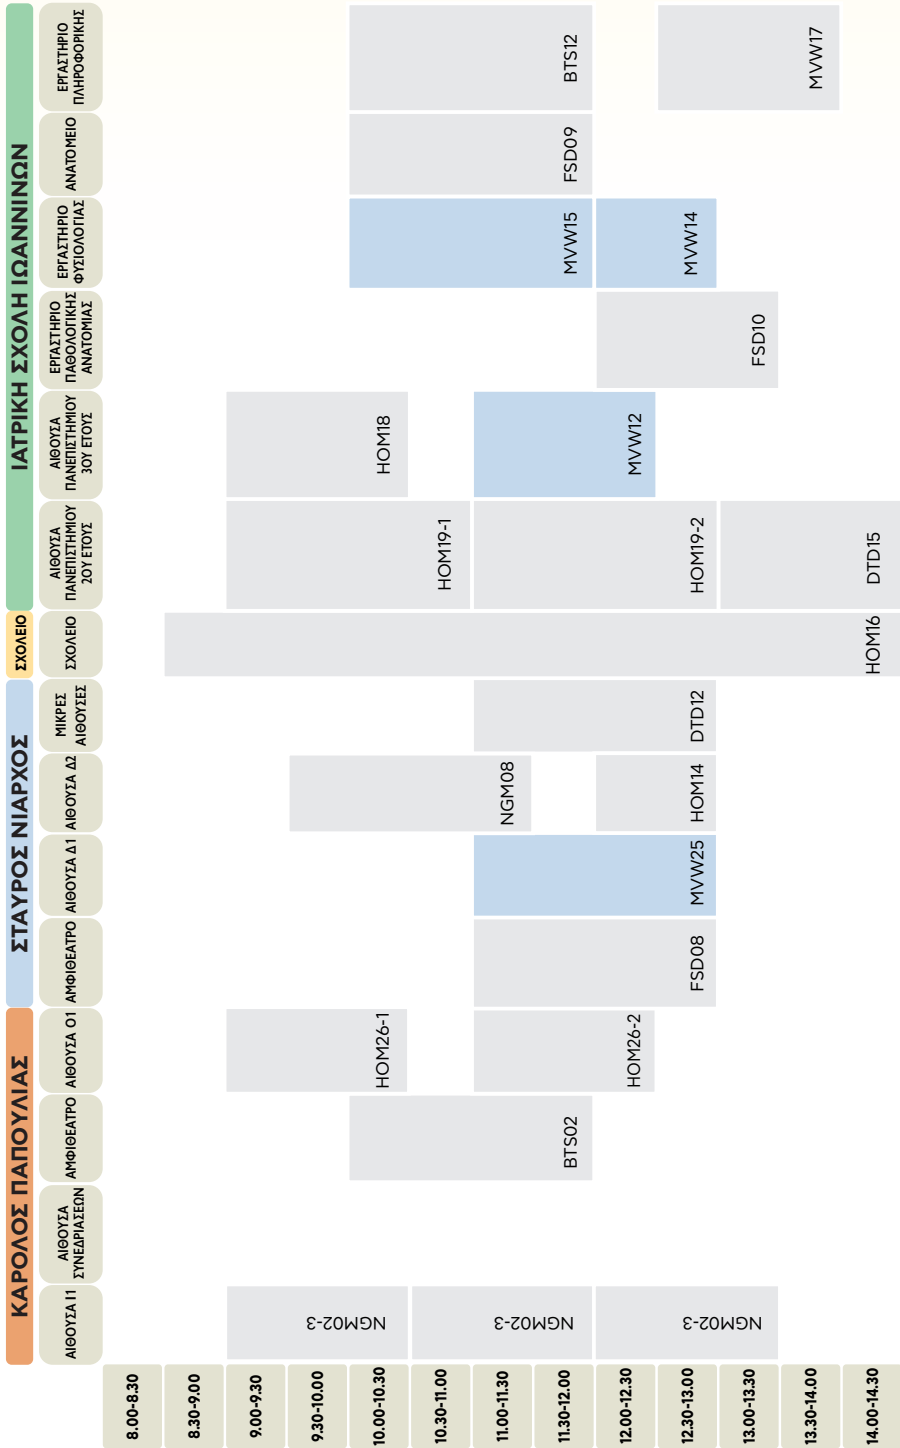 ΚΑΡΟΛΟΣ ΠΑΠΟΥΛΙΑΣ
ΣΤΑΥΡΟΣ ΝΙΑΡΧΟΣ
ΣΧΟΛΕΙΟ
ΙΑΤΡΙΚΗ ΣΧΟΛΗ ΙΩΑΝΝΙΝΩΝ
ΑΙΘΟΥΣΑ Ι1
ΑΙΘΟΥΣΑ
ΣΥΝΕΔΡΙΑΣΕΩΝ
ΑΜΦΙΘΕΑΤΡΟ
ΑΙΘΟΥΣΑ Ο1
ΑΜΦΙΘΕΑΤΡΟ
ΑΙΘΟΥΣΑ Δ1
ΑΙΘΟΥΣΑ Δ2
ΜΙΚΡΕΣ
ΑΙΘΟΥΣΕΣ
ΣΧΟΛΕΙΟ
ΑΙΘΟΥΣΑ
ΠΑΝΕΠΙΣΤΗΜΙΟΥ
2ΟΥ ΕΤΟΥΣ
ΑΙΘΟΥΣΑ
ΠΑΝΕΠΙΣΤΗΜΙΟΥ
3ΟΥ ΕΤΟΥΣ
ΕΡΓΑΣΤΗΡΙΟ
ΠΑΘΟΛΟΓΙΚΗΣ
ΑΝΑΤΟΜΙΑΣ
ΕΡΓΑΣΤΗΡΙΟ
ΦΥΣΙΟΛΟΓΙΑΣ
ΑΝΑΤΟΜΕΙΟ
ΕΡΓΑΣΤΗΡΙΟ
ΠΛΗΡΟΦΟΡΙΚΗΣ
8.00-8.30
8.30-9.00
9.00-9.30
9.30-10.00
10.00-10.30
10.30-11.00
11.00-11.30
11.30-12.00
12.00-12.30
12.30-13.00
13.00-13.30
13.30-14.00
14.00-14.30
NGM02-3
NGM02-3
NGM02-3
BTS02
HOM26-1
HOM26-2
FSD08
MVW25
NGM08
HOM14
DTD12
HOM16
HOM19-1
HOM19-2
DTD15
HOM18
MVW12
FSD10
MVW15
MVW14
FSD09
BTS12
MVW17